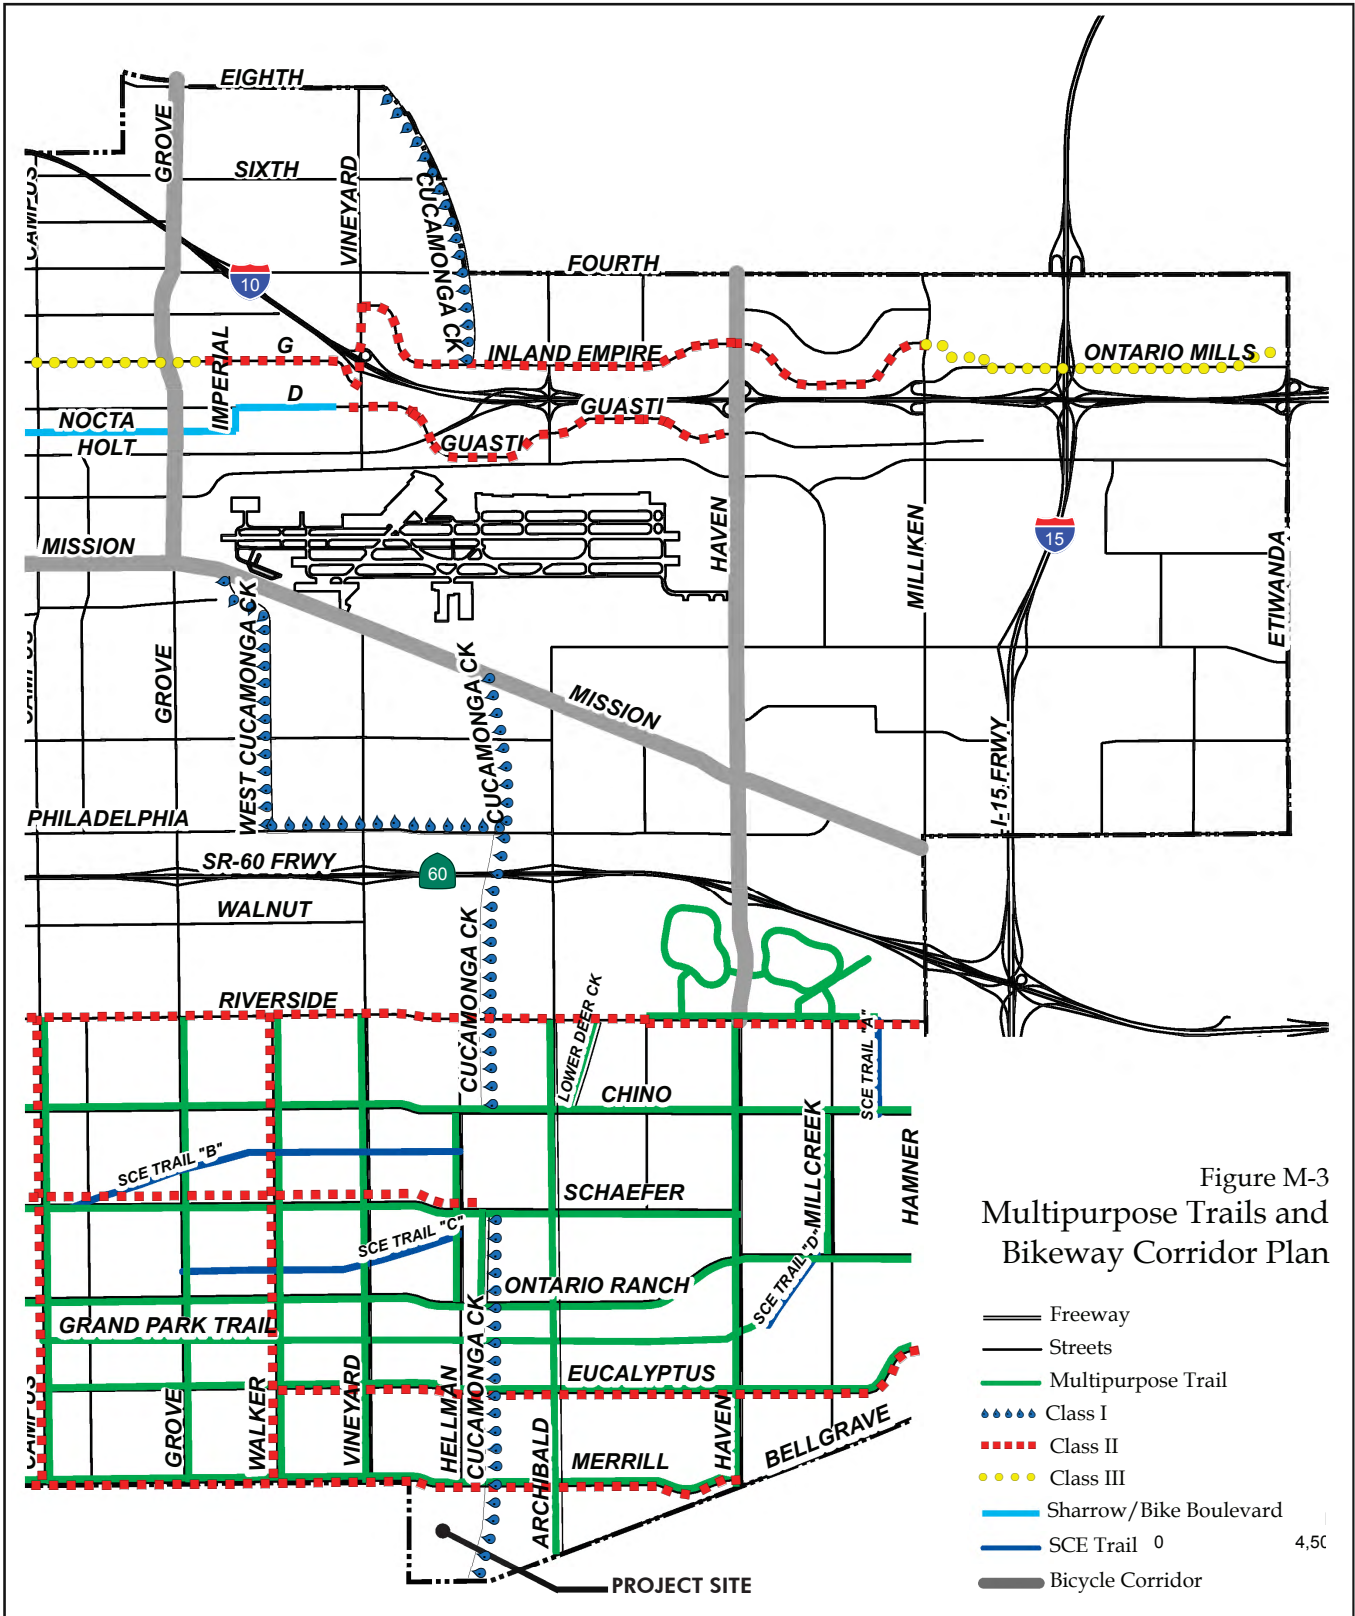 EIGHTH
GROVE
SIXTH
VINEYARD
CAMPUS
CUCAMONGA CK
FOURTH
10
IMPERIAL
G
INLAND EMPIRE
ONTARIO MILLS
D
GUASTI
NOCTA
HOLT
GUASTI
MISSION
HAVEN
MILLIKEN
15
ETIWANDA
CAMPUS
GROVE
WEST CUCAMONGA CK
CUCAMONGA CK
MISSION
I-15 FRWY
PHILADELPHIA
SR-60 FRWY
60
WALNUT
CUCAMONGA CK
RIVERSIDE
LOWER DEER CK
SCE TRAIL "A"
CHINO
MILLCREEK
HAMNER
SCE TRAIL "B"
SCHAEFER
SCE TRAIL "C"
SCE TRAIL "D"
ONTARIO RANCH
GRAND PARK TRAIL
CUCAMONGA CK
EUCALYPTUS
CAMPUS
GROVE
WALKER
VINEYARD
HELLMAN
ARCHIBALD
HAVEN
BELLGRAVE
MERRILL
PROJECT SITE
Figure M-3
Multipurpose Trails and
Bikeway Corridor Plan
Freeway
Streets
Multipurpose Trail
Class I
Class II
Class III
Sharrow/Bike Boulevard
SCE Trail 0 4,50
Bicycle Corridor